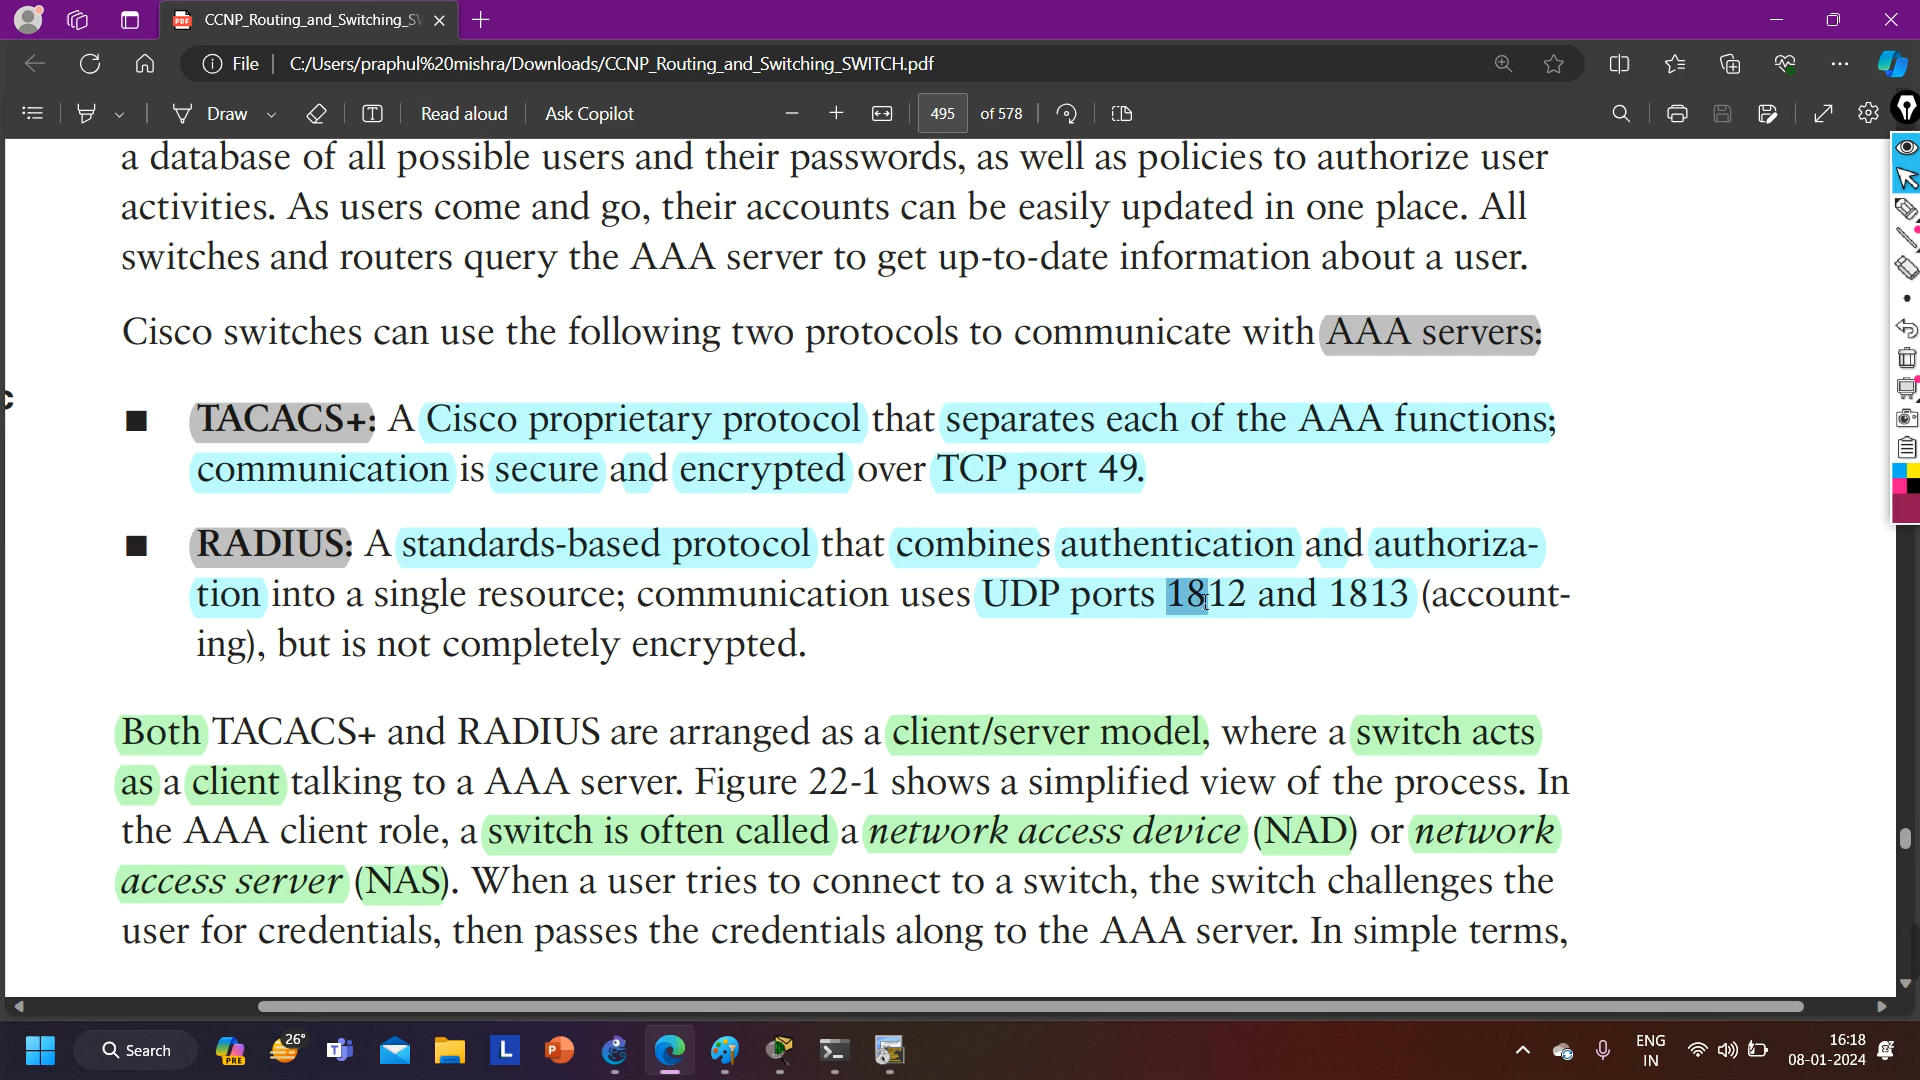 CCNP_Routing_and_Switching_SW
File C:/Users/praphul%20mishra/Downloads/CCNP_Routing_and_Switching_SWITCH.pdf
Draw Read aloud Ask Copilot 495 of 578
a database of all possible users and their passwords, as well as policies to authorize user
activities. As users come and go, their accounts can be easily updated in one place. All
switches and routers query the AAA server to get up-to-date information about a user.
Cisco switches can use the following two protocols to communicate with AAA servers:
■ TACACS+: A Cisco proprietary protocol that separates each of the AAA functions;
communication is secure and encrypted over TCP port 49.
■ RADIUS: A standards-based protocol that combines authentication and authoriza-
tion into a single resource; communication uses UDP ports 1812 and 1813 (account-
ing), but is not completely encrypted.
Both TACACS+ and RADIUS are arranged as a client/server model, where a switch acts
as a client talking to a AAA server. Figure 22-1 shows a simplified view of the process. In
the AAA client role, a switch is often called a network access device (NAD) or network
access server (NAS). When a user tries to connect to a switch, the switch challenges the
user for credentials, then passes the credentials along to the AAA server. In simple terms,
Search 26° ENG 16:18
IN 08-01-2024